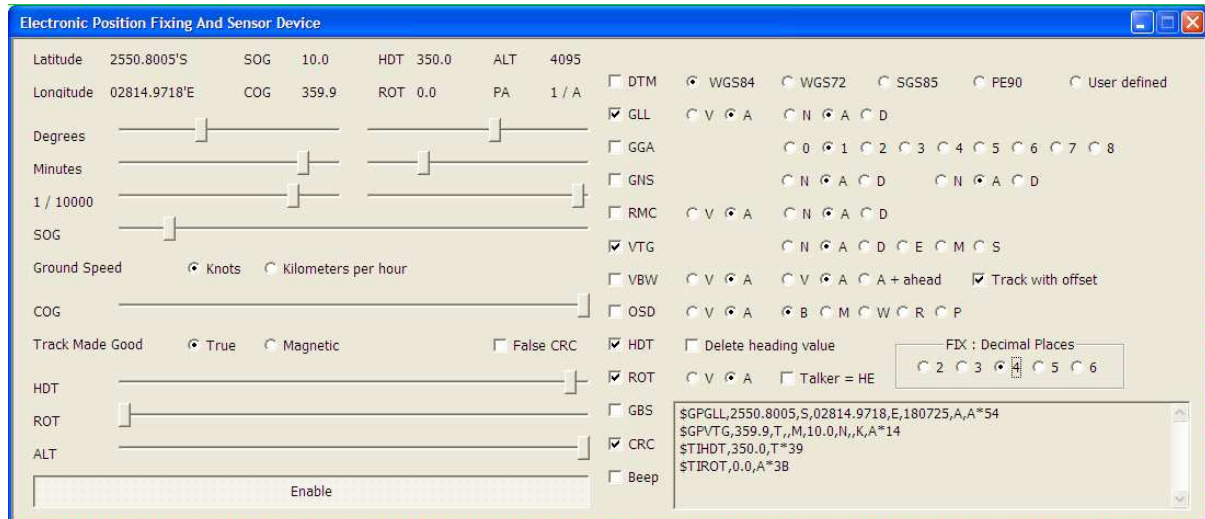 Electronic Position Fixing And Sensor Device
Latitude 2550.8005'S SOG 10.0 HDT 350.0 ALT 4095
Longitude 02814.9718'E COG 359.9 ROT 0.0 PA 1 / A
Degrees
Minutes
1 / 10000
SOG
Ground Speed Knots Kilometers per hour
COG
Track Made Good True Magnetic False CRC
HDT
ROT
ALT
Enable
DTM WGS84 WGS72 SGS85 PE90 User defined
GLL V A N A D
GGA 0 1 2 3 4 5 6 7 8
GNS N A D N A D
RMC V A N A D
VTG N A D E M S
VBW V A V A A + ahead Track with offset
OSD V A B M W R P
HDT Delete heading value FIX : Decimal Places
2 3 4 5 6
ROT V A Talker = HE
GBS
CRC
Beep
$GPGLL,2550.8005,S,02814.9718,E,180725,A,A*54
$GPVTG,359.9,T,,M,10.0,N,,K,A*14
$TIHDT,350.0,T*39
$TIROT,0.0,A*3B